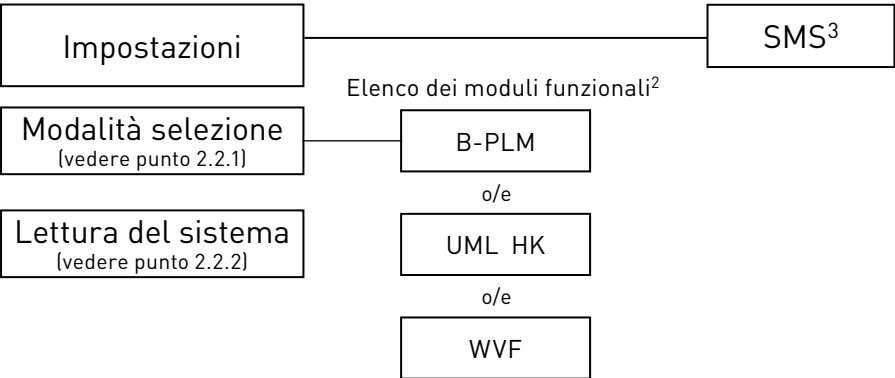 Impostazioni
SMS³
Elenco dei moduli funzionali²
Modalità selezione
(vedere punto 2.2.1)
B-PLM
o/e
Lettura del sistema
(vedere punto 2.2.2)
UML HK
o/e
WVF